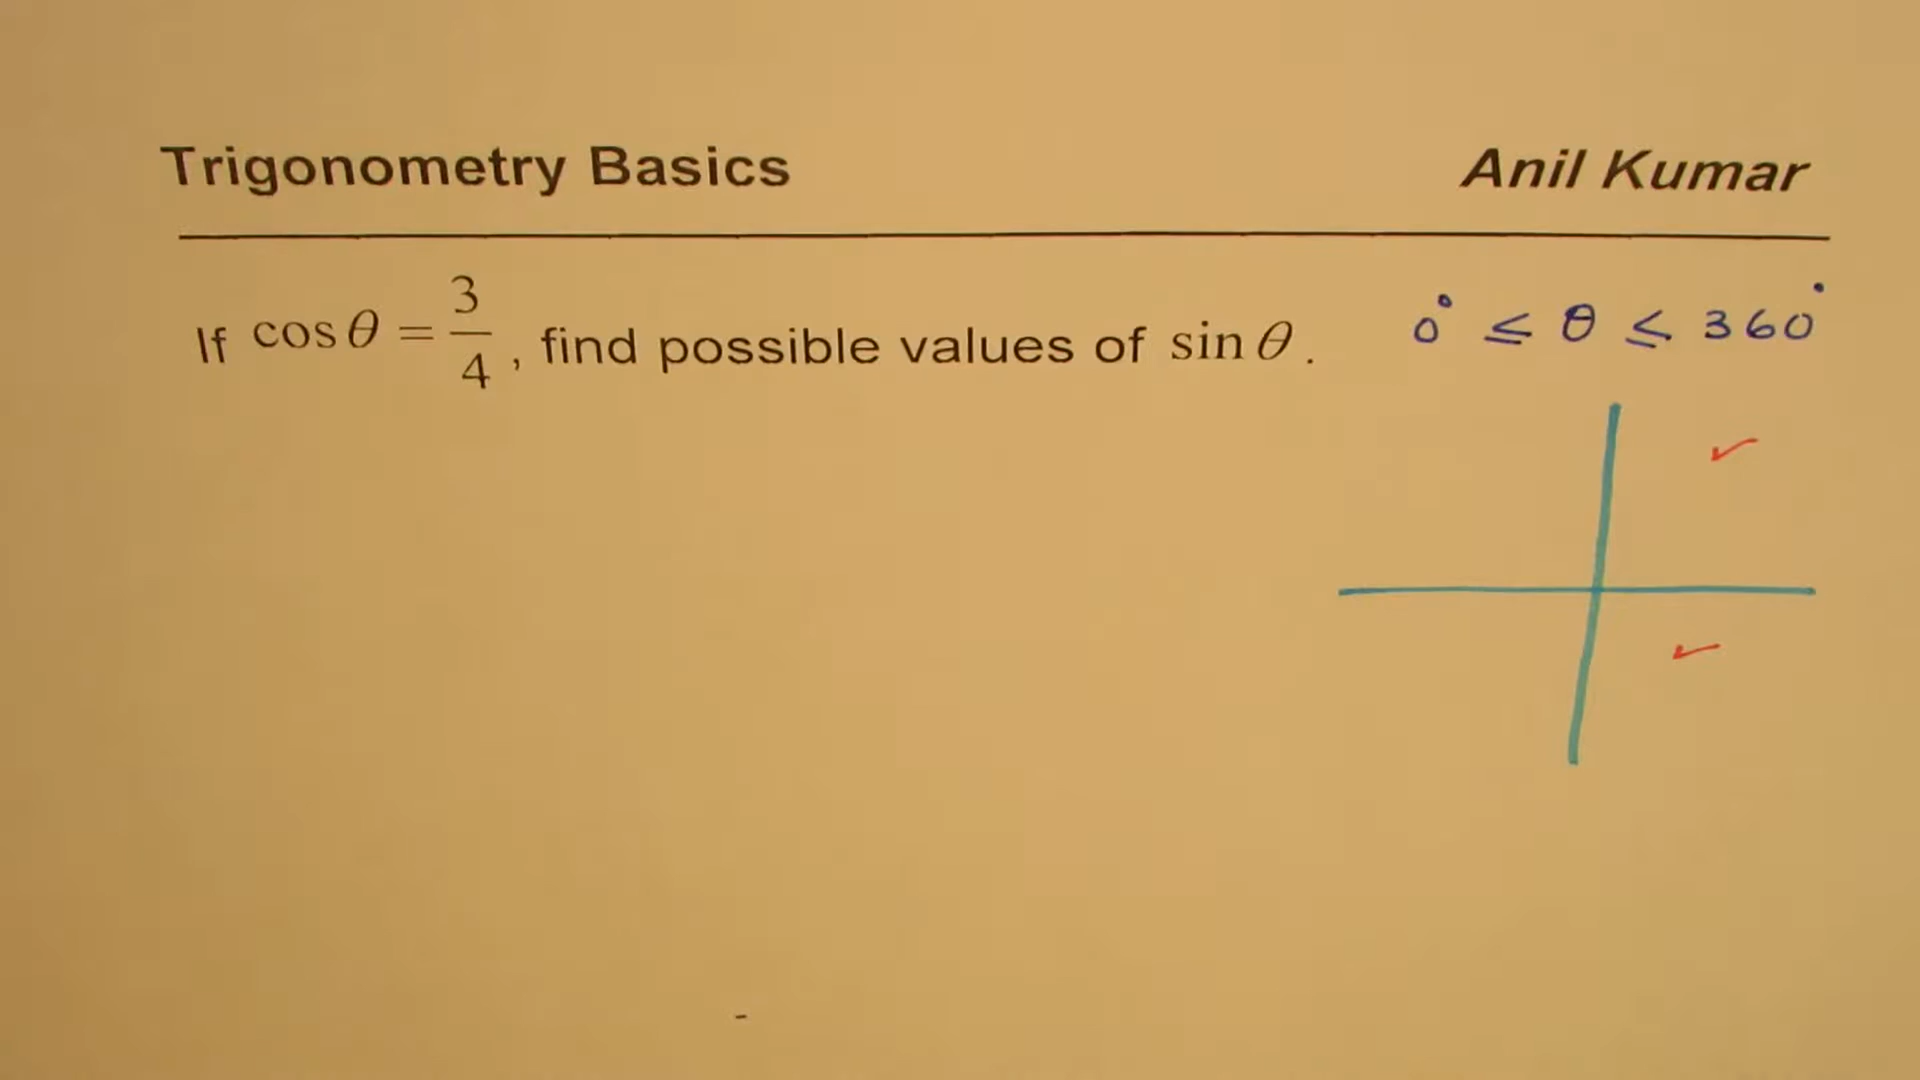 Trigonometry Basics Anil Kumar
If cos θ = 3/4, find possible values of sin θ. 0° ≤ θ ≤ 360°